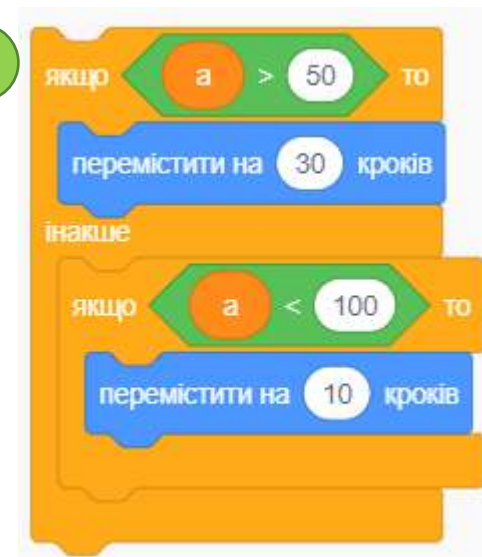 якщо a > 50 то
перемістити на 30 кроків
інакше
якщо a < 100 то
перемістити на 10 кроків